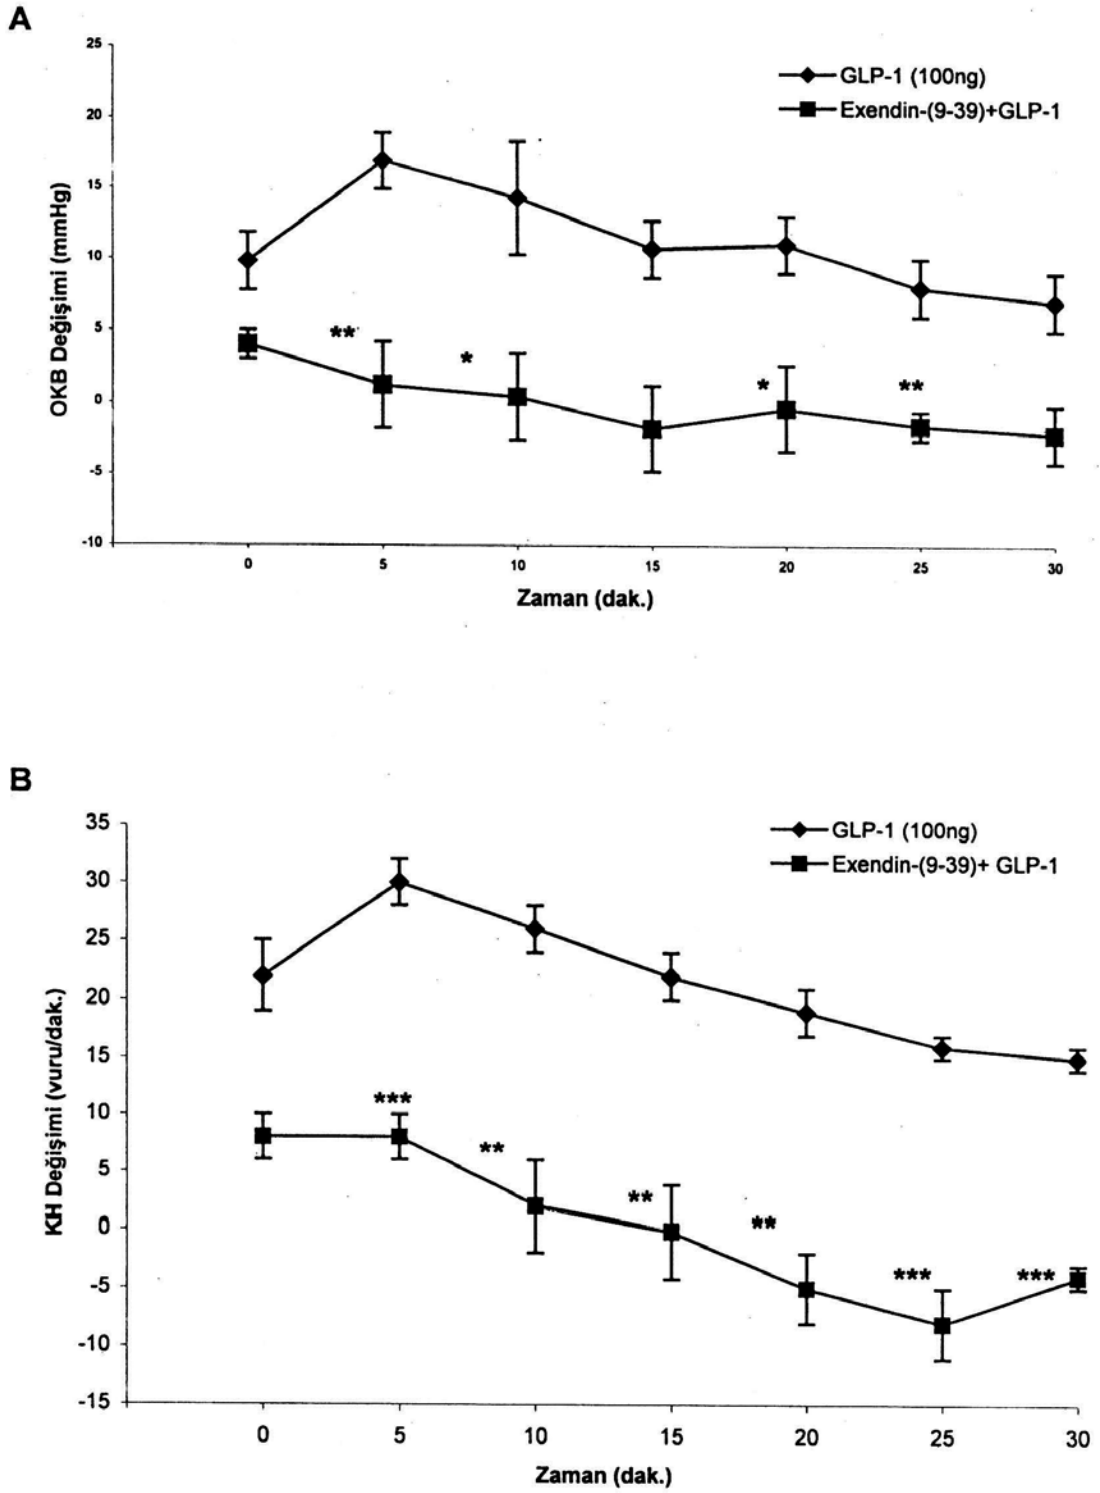 A
25
20
15
10
5
0
-5
-10
OKB Değişimi (mmHg)
GLP-1 (100ng)
Exendin-(9-39)+GLP-1
**
*
*
**
0 5 10 15 20 25 30
Zaman (dak.)
B
35
30
25
20
15
10
5
0
-5
-10
-15
KH Değişimi (vuru/dak.)
GLP-1 (100ng)
Exendin-(9-39)+ GLP-1
***
**
**
**
***
***
0 5 10 15 20 25 30
Zaman (dak.)